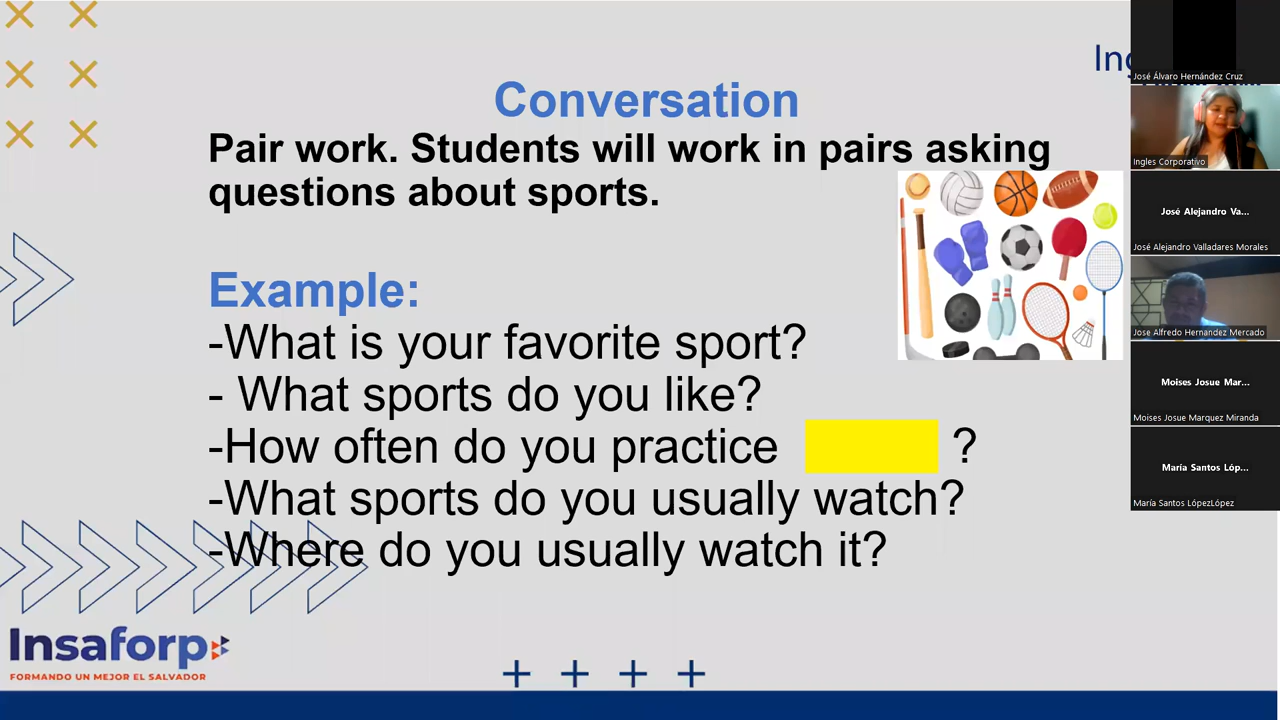 Conversation
Pair work. Students will work in pairs asking
questions about sports.
Example:
-What is your favorite sport?
- What sports do you like?
-How often do you practice ?
-What sports do you usually watch?
-Where do you usually watch it?
Insaforp
FORMANDO UN MEJOR EL SALVADOR
José Álvaro Hernández Cruz
Ingles Corporativo
José Alejandro Va...
José Alejandro Valladares Morales
Jose Alfredo Hernandez Mercado
Moises Josue Mar...
Moises Josue Marquez Miranda
María Santos Lóp...
María Santos LópezLópez